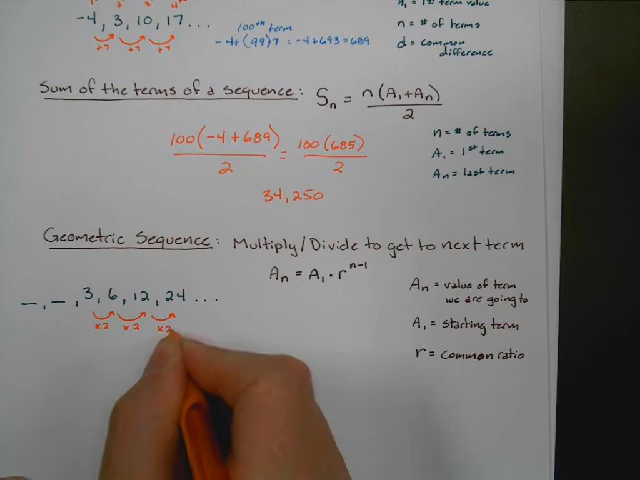 A₁ = 1st term value
-4, 3, 10, 17 ...
+7 +7 +7
100th term
-4+(99)7 = -4+693=689
n = # of terms
d = common
difference
Sum of the terms of a sequence: Sn = n(A₁+An)/2
100(-4+689)/2 = 100(685)/2
34,250
n = # of terms
A₁ = 1st term
An = last term
Geometric Sequence: Multiply/Divide to get to next term
An = A₁ · r^n-1
_, _, 3, 6, 12, 24 ...
x2 x2 x2
An = value of term
we are going to
A₁ = starting term
r = common ratio